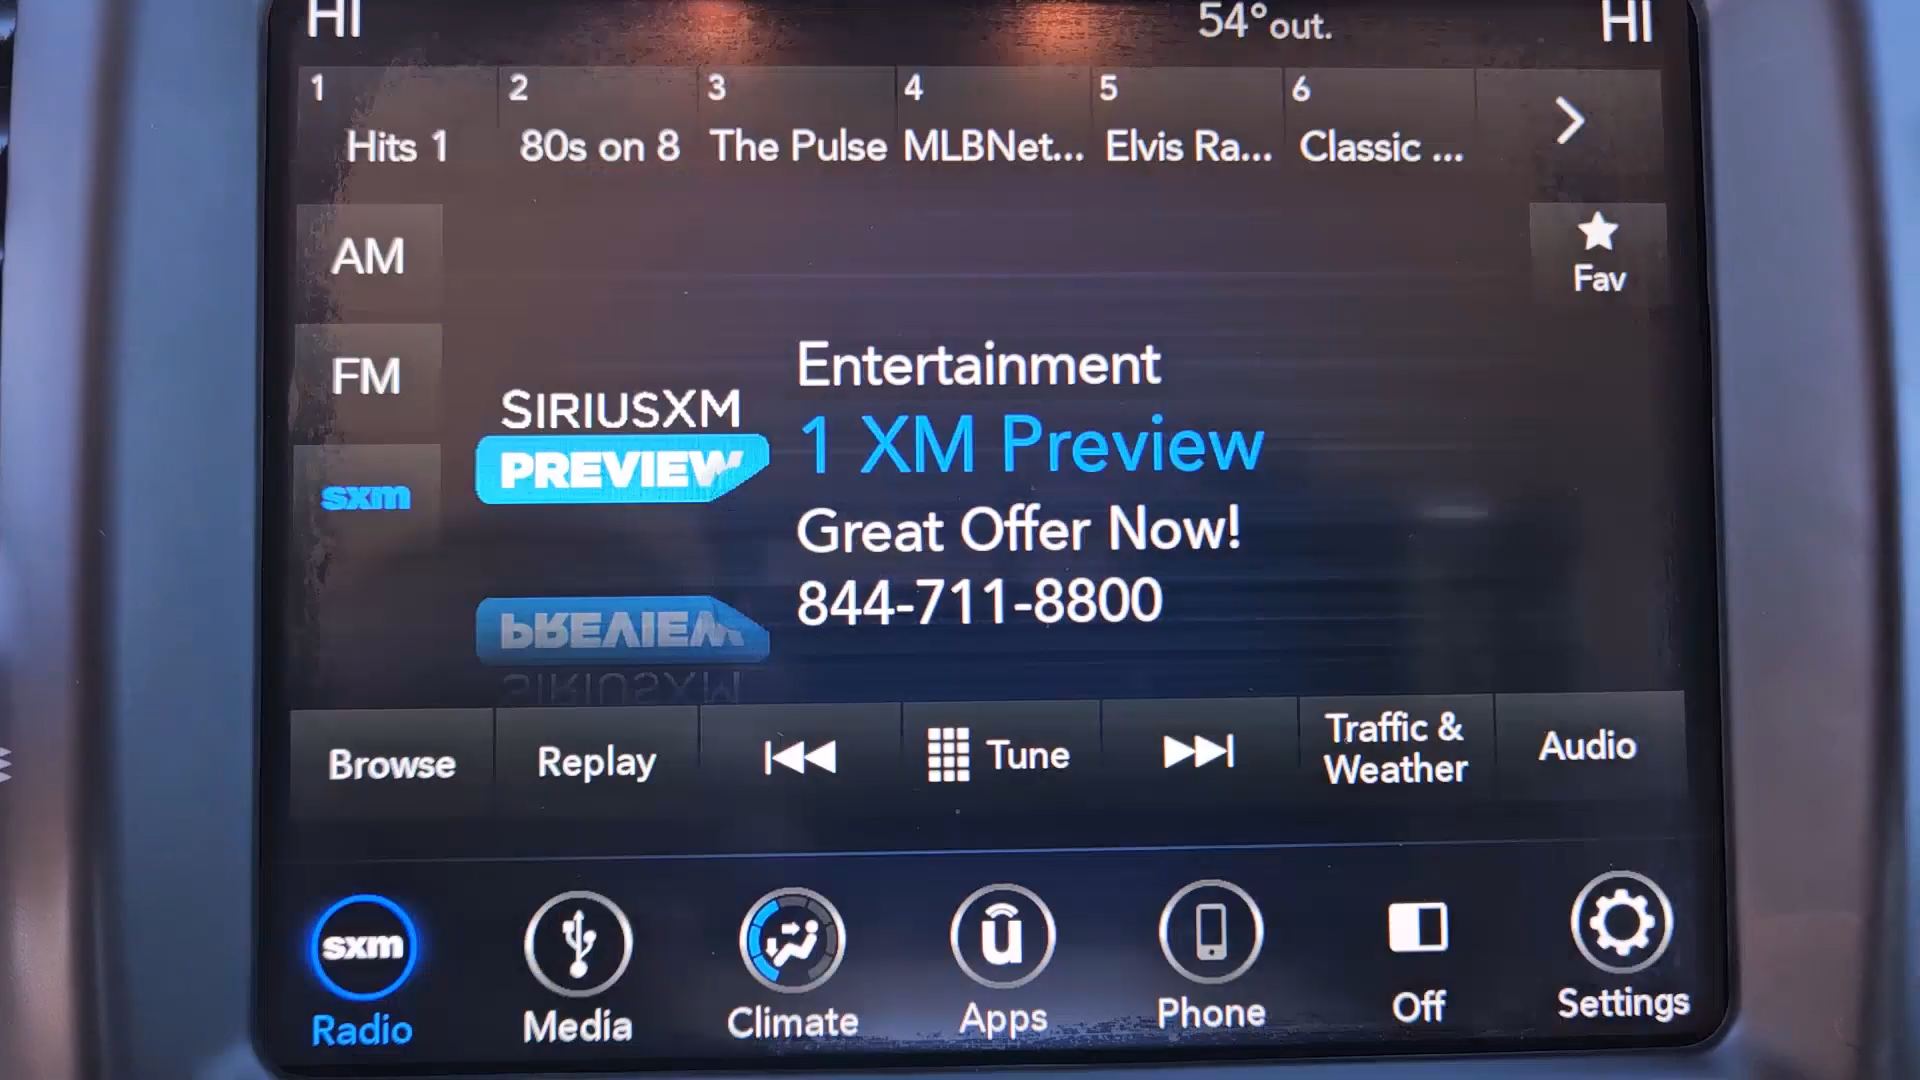 HI 54°out. HI
1 2 3 4 5 6
Hits 1 80s on 8 The Pulse MLBNet... Elvis Ra... Classic ...
AM
Fav
FM
sxm
SIRIUSXM
PREVIEW
Entertainment
1 XM Preview
Great Offer Now!
844-711-8800
PREVIEW
SIRIUSXM
Browse Replay Tune Traffic & Weather Audio
sxm u
Radio Media Climate Apps Phone Off Settings